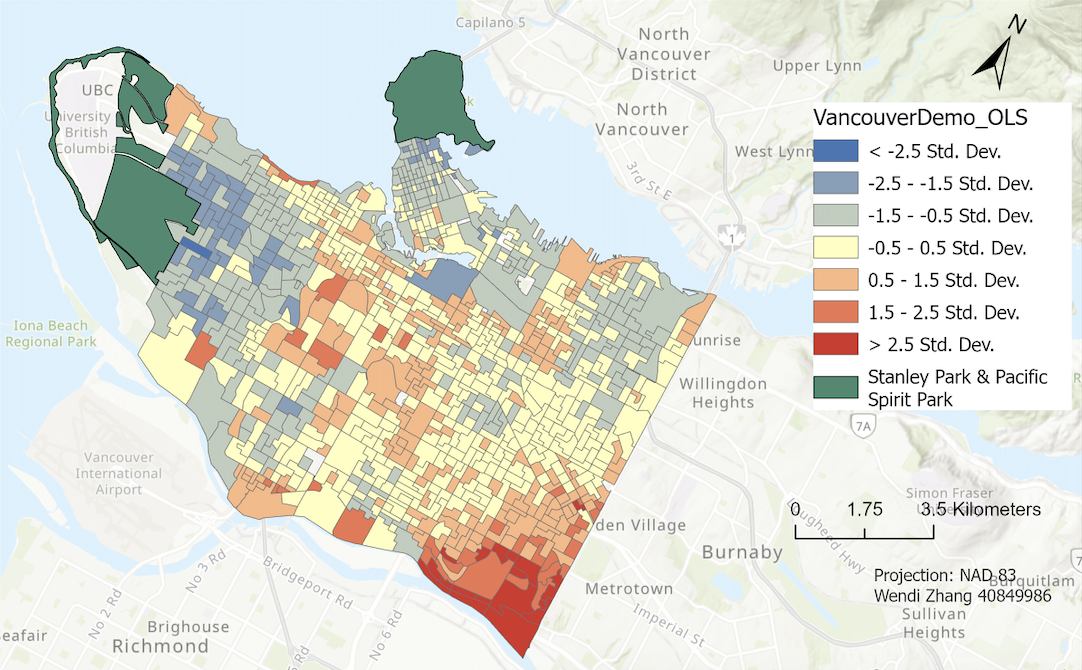 Capilano 5
North
Vancouver
District
Upper Lynn
N
UBC
University
British
Columbia
North
Vancouver
West Lynn
3rd St E
1
VancouverDemo_OLS
< -2.5 Std. Dev.
-2.5 - -1.5 Std. Dev.
-1.5 - -0.5 Std. Dev.
-0.5 - 0.5 Std. Dev.
0.5 - 1.5 Std. Dev.
1.5 - 2.5 Std. Dev.
> 2.5 Std. Dev.
Stanley Park & Pacific
Spirit Park
Iona Beach
Regional Park
unrise
Willingdon
Heights
7A
Vancouver
International
Airport
Simon Fraser
0 1.75 3.5 Kilometers
den Village
Lougheed Hwy
Burnaby
7
No 3 Rd
Bridgeport Rd
Metrotown
Projection: NAD 83
Burquitlam
Wendi Zhang 40849986
No 2 Rd
No 6 Rd
Imperial St
Sullivan
Heights
eafair
Brighouse
Richmond